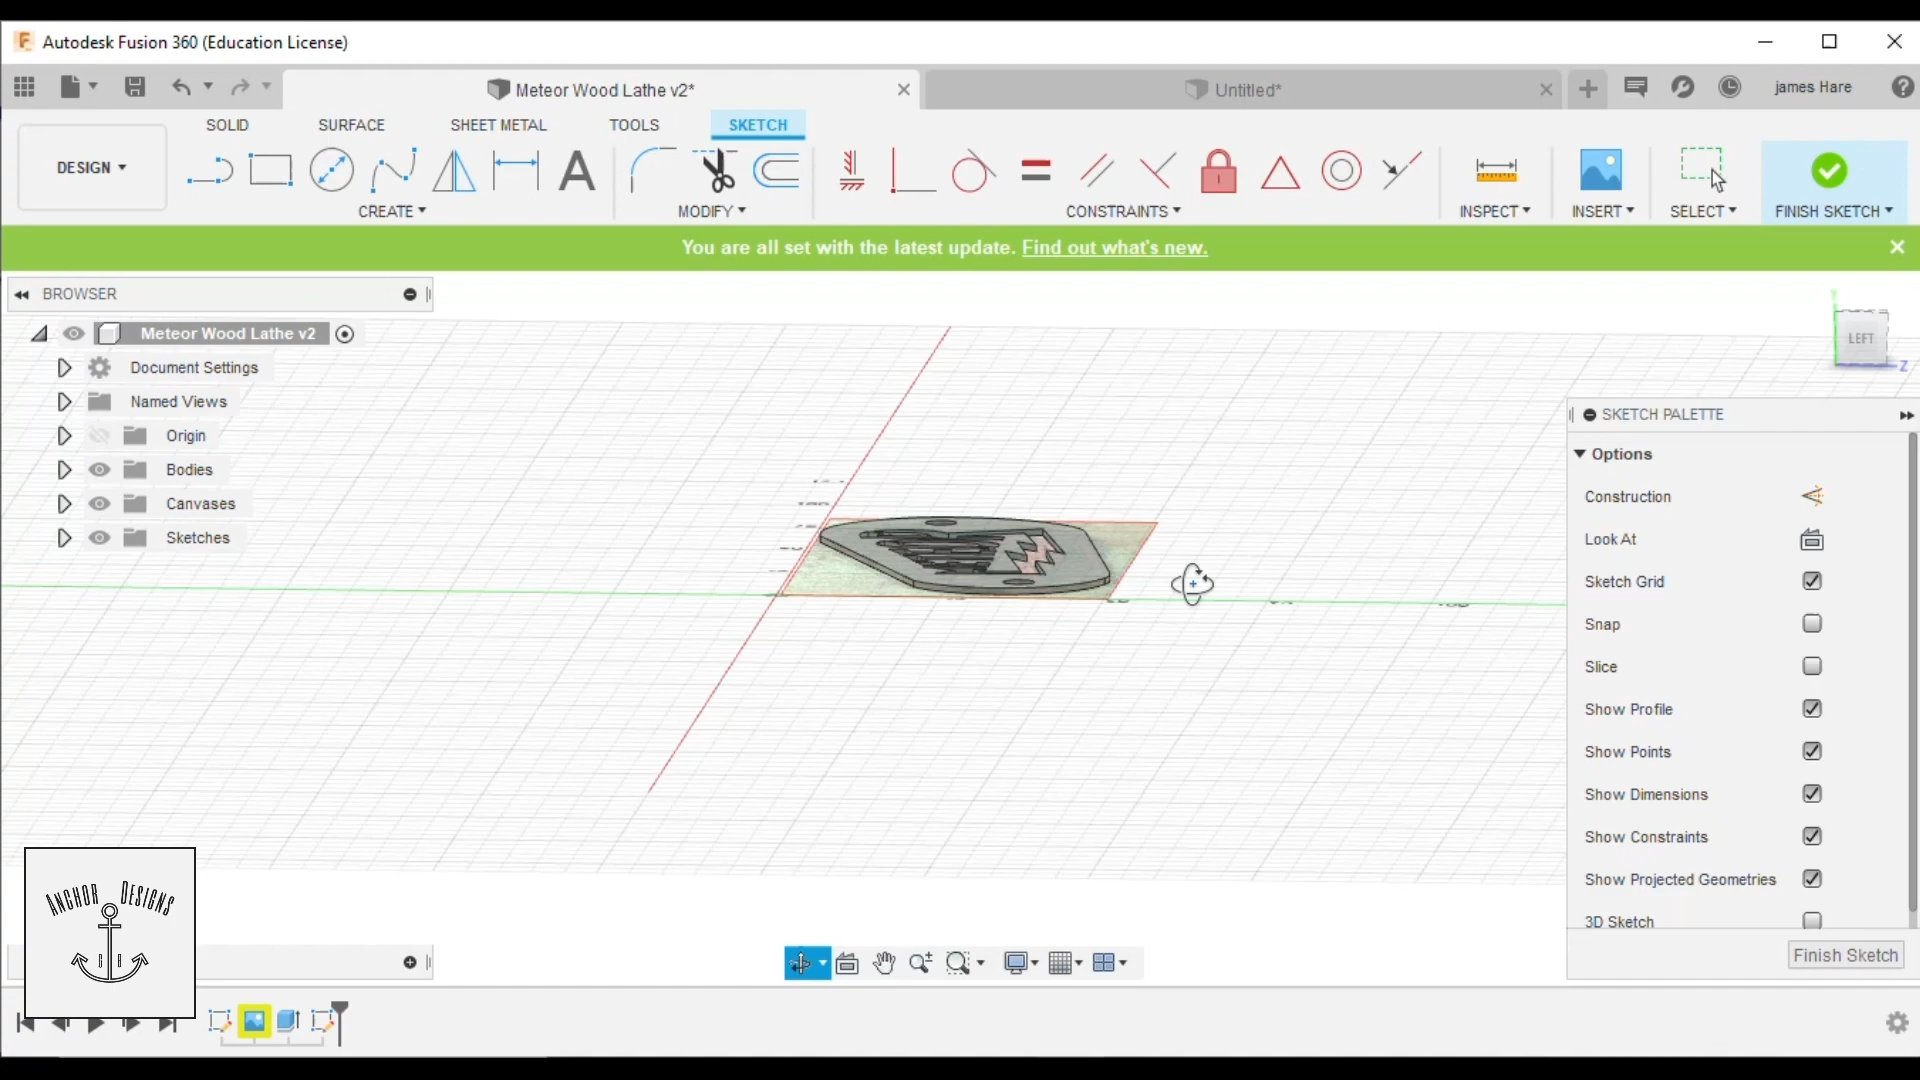 Autodesk Fusion 360 (Education License)
Meteor Wood Lathe v2*
Untitled*
james Hare
SOLID
SURFACE
SHEET METAL
TOOLS
SKETCH
DESIGN
CREATE
MODIFY
CONSTRAINTS
INSPECT
INSERT
SELECT
FINISH SKETCH
You are all set with the latest update. Find out what's new.
BROWSER
Meteor Wood Lathe v2
Document Settings
Named Views
Origin
Bodies
Canvases
Sketches
LEFT
Z
SKETCH PALETTE
Options
Construction
Look At
Sketch Grid
Snap
Slice
Show Profile
Show Points
Show Dimensions
Show Constraints
Show Projected Geometries
3D Sketch
Finish Sketch
ANCHOR DESIGNS